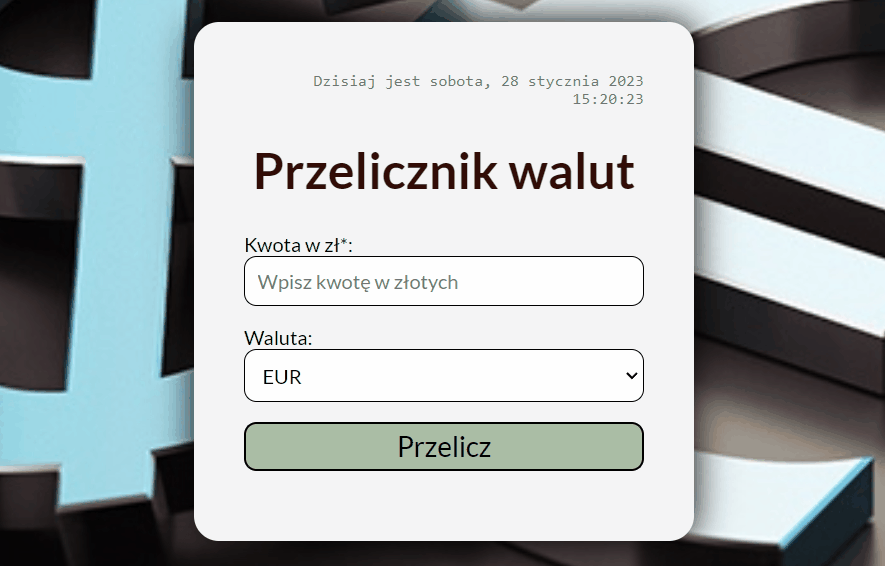 Dzisiaj jest sobota, 28 stycznia 2023
15:20:23
Przelicznik walut
Kwota w zł*:
Wpisz kwotę w złotych
Waluta:
EUR
Przelicz